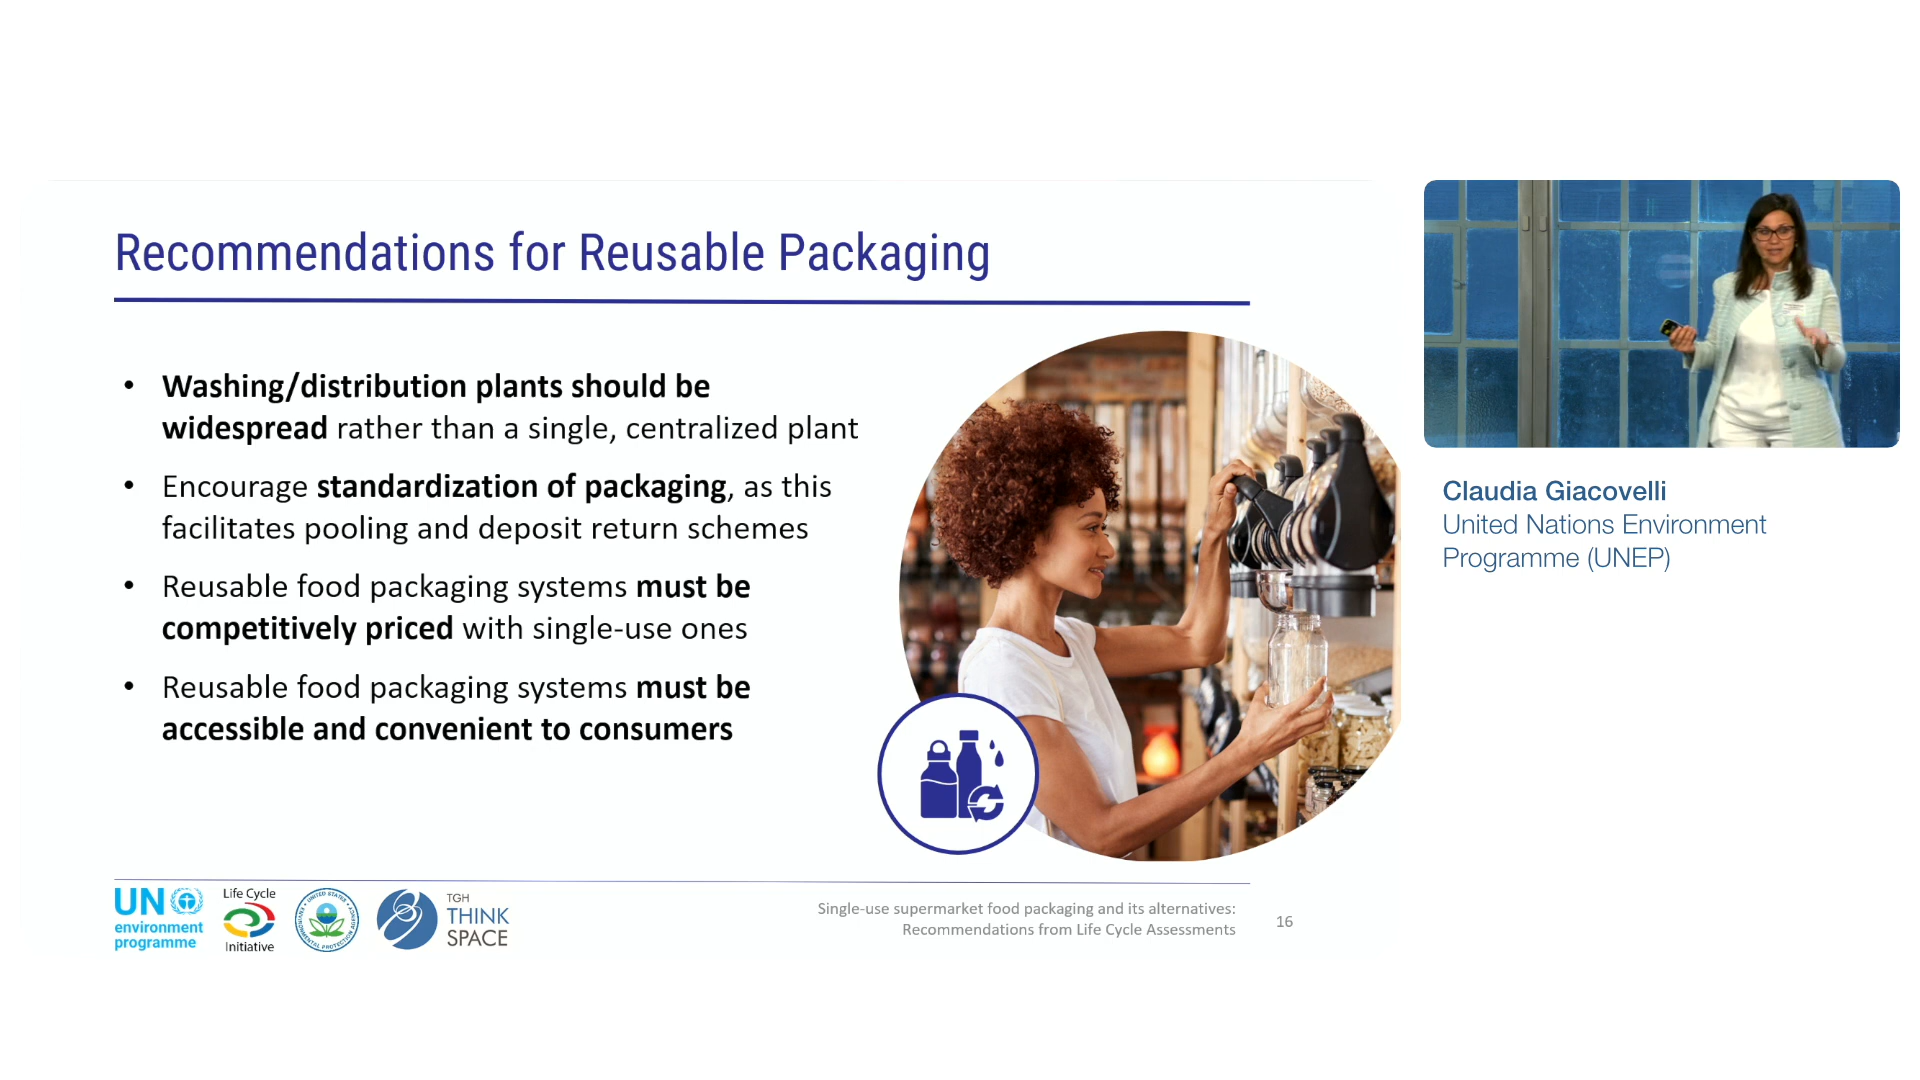 Recommendations for Reusable Packaging
• Washing/distribution plants should be
widespread rather than a single, centralized plant
• Encourage standardization of packaging, as this
facilitates pooling and deposit return schemes
• Reusable food packaging systems must be
competitively priced with single-use ones
• Reusable food packaging systems must be
accessible and convenient to consumers
UN
environment
programme
Life Cycle
Initiative
TGH
THINK
SPACE
Single-use supermarket food packaging and its alternatives:
Recommendations from Life Cycle Assessments
16
Claudia Giacovelli
United Nations Environment
Programme (UNEP)